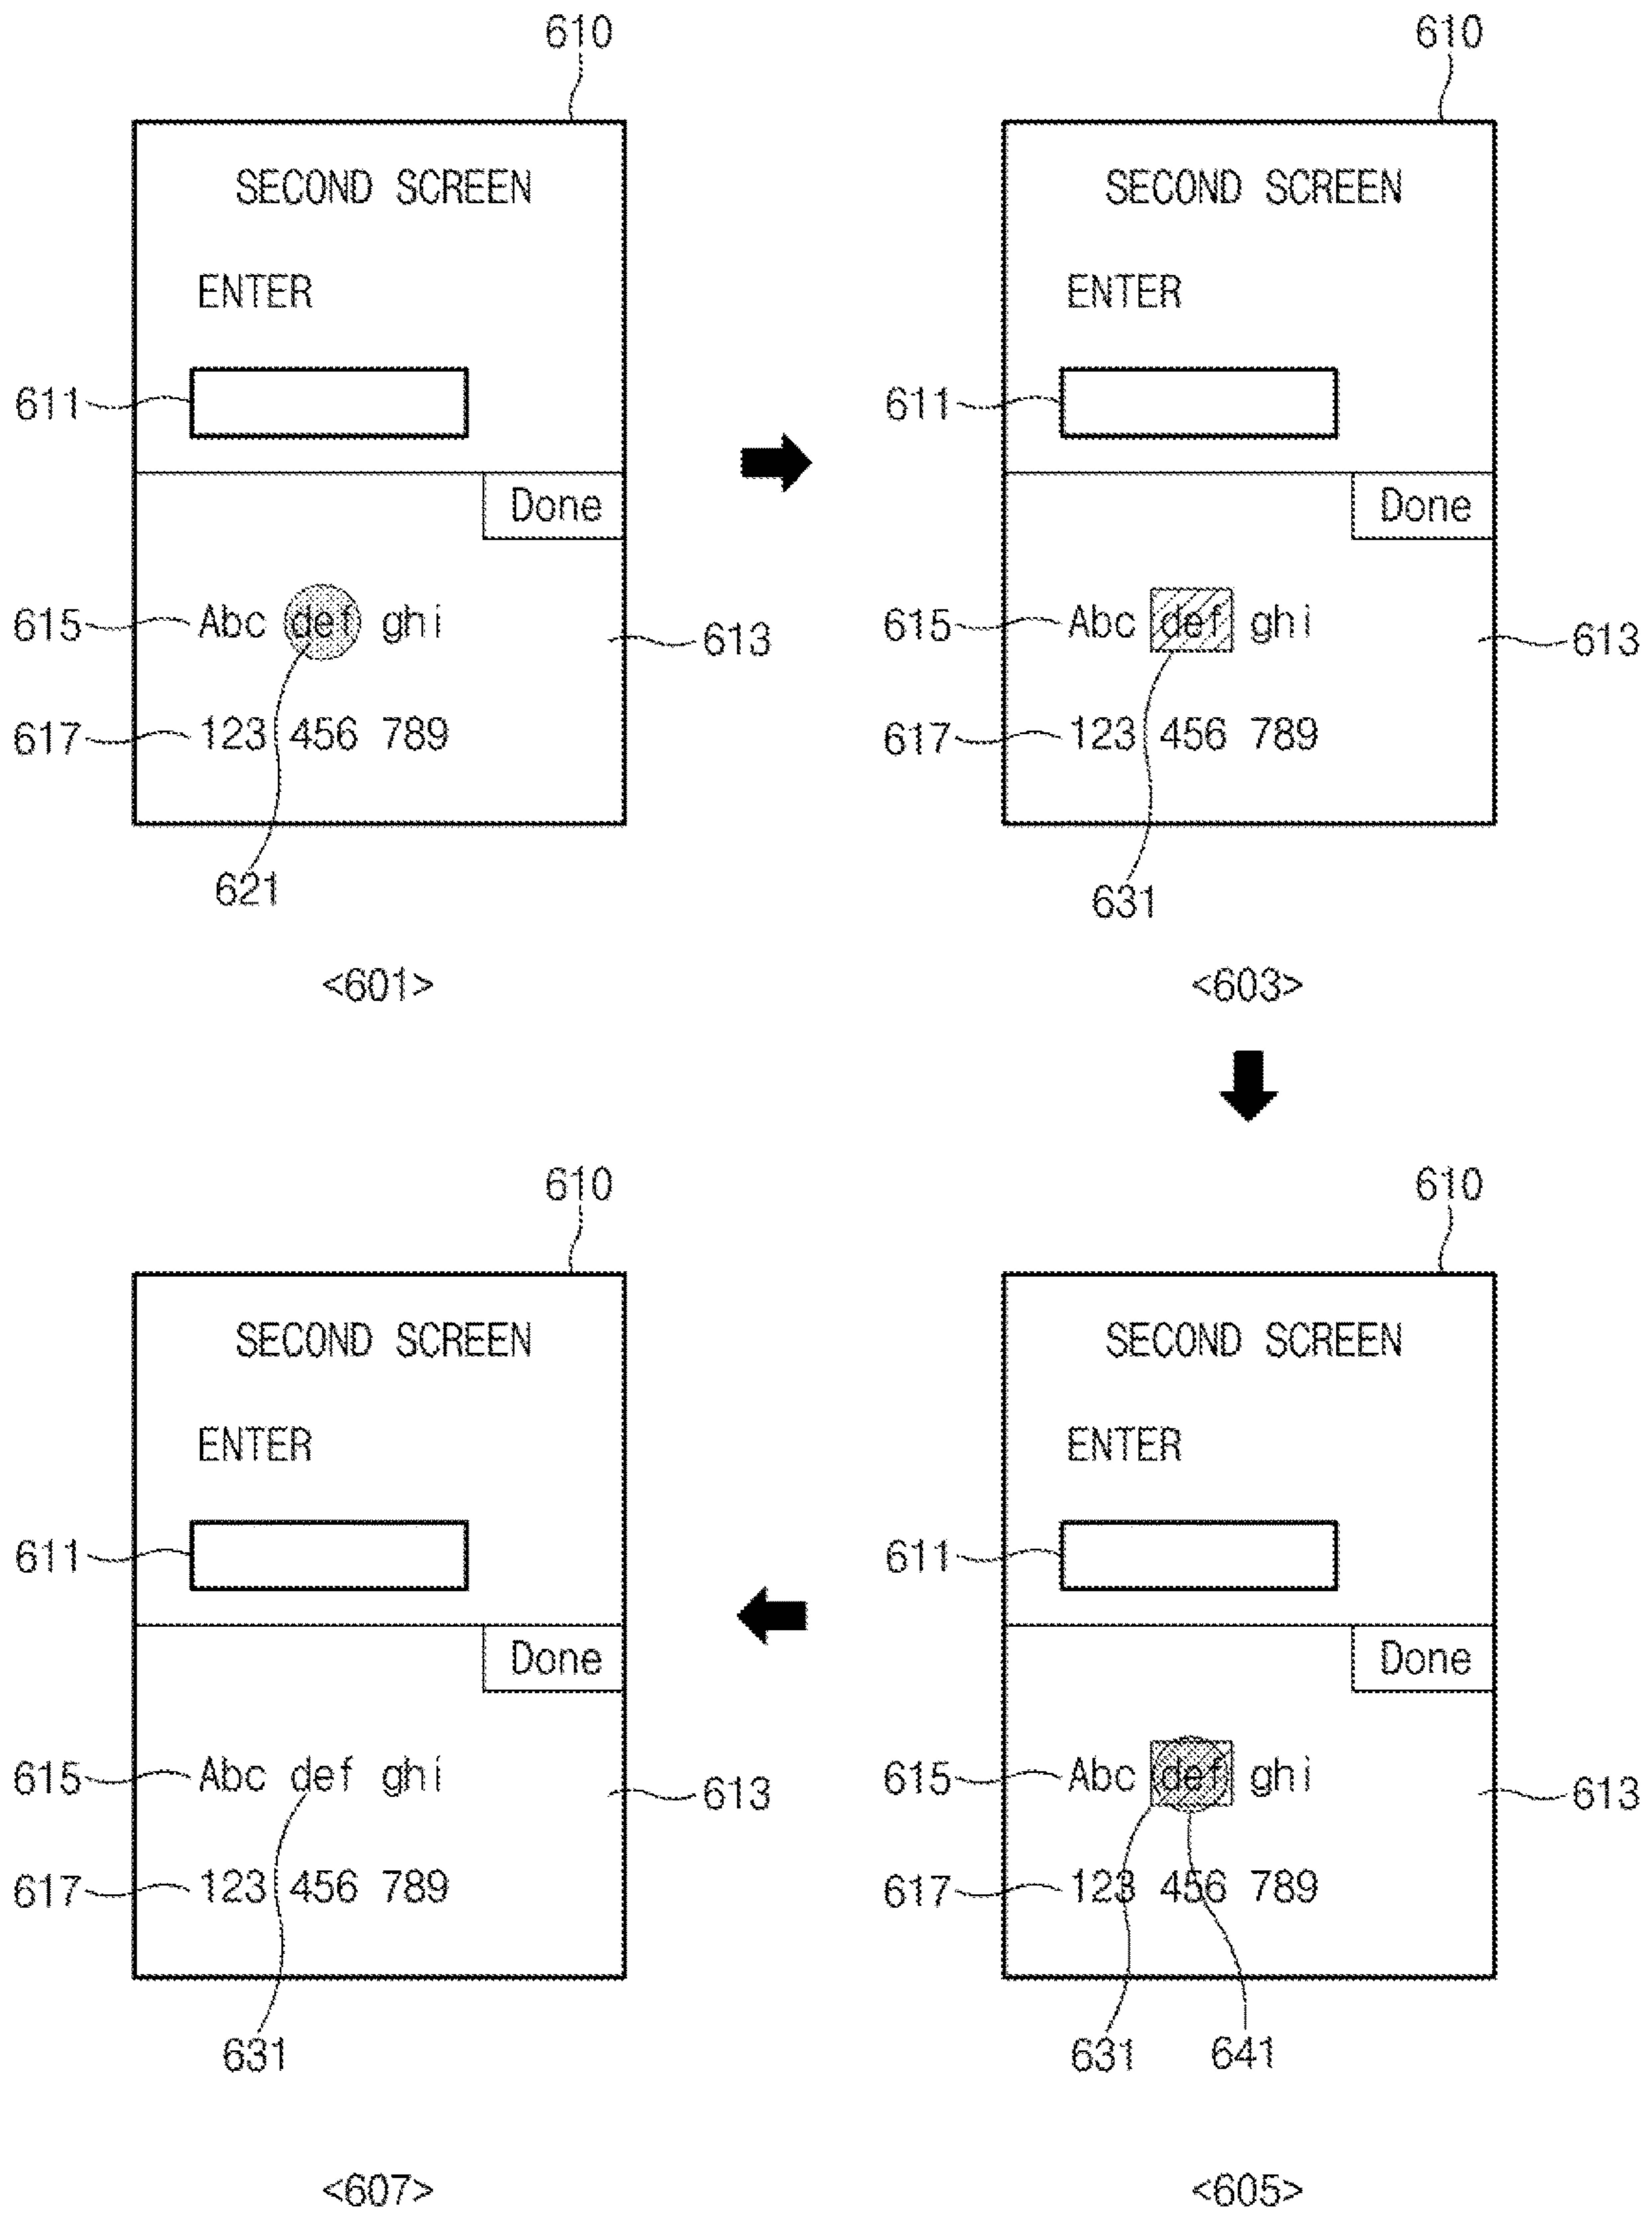 610
SECOND SCREEN
ENTER
611
Done
615 Abc def ghi
613
617 123 456 789
621
<601>
610
SECOND SCREEN
ENTER
611
Done
615 Abc def ghi
613
617 123 456 789
631
<603>
610
SECOND SCREEN
ENTER
611
Done
615 Abc def ghi
613
617 123 456 789
631
<607>
610
SECOND SCREEN
ENTER
611
Done
615 Abc def ghi
613
617 123 456 789
631 641
<605>